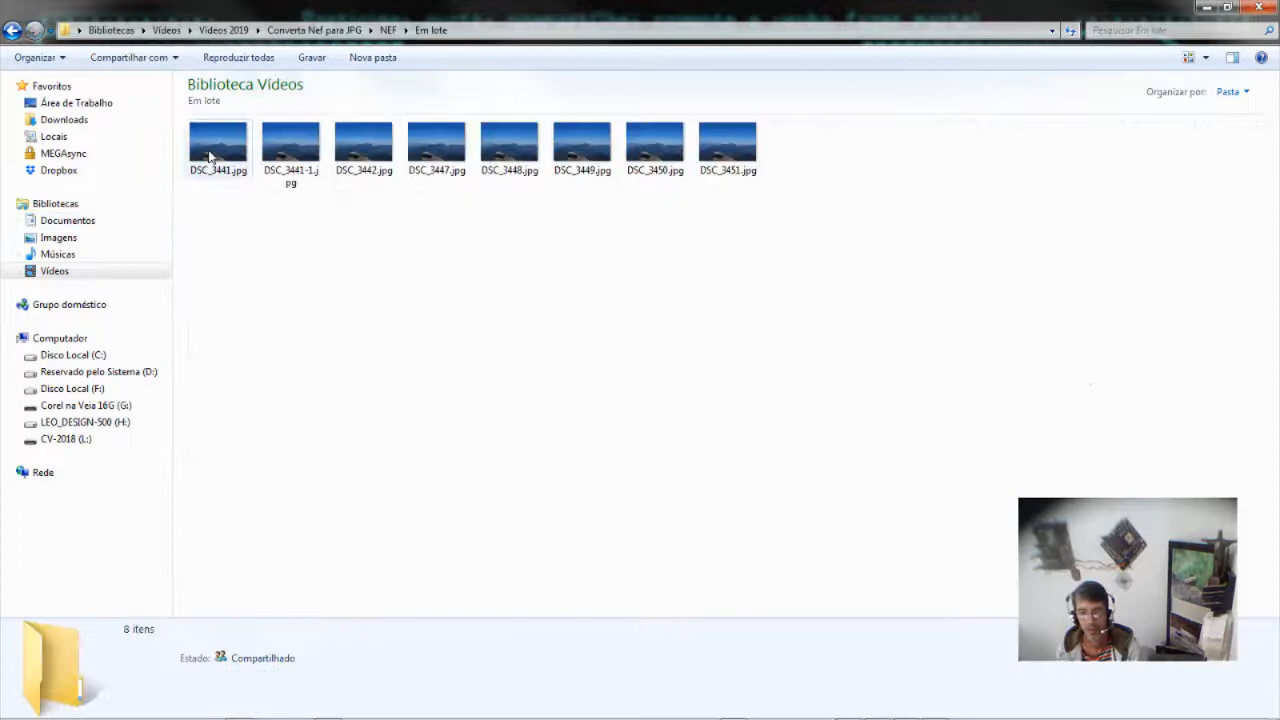 Bibliotecas ▸ Vídeos ▸ Vídeos 2019 ▸ Converta Nef para JPG ▸ NEF ▸ Em lote
Pesquisar Em lote
Organizar
Compartilhar com
Reproduzir todas
Gravar
Nova pasta
Favoritos
Área de Trabalho
Downloads
Locais
MEGAsync
Dropbox
Bibliotecas
Documentos
Imagens
Músicas
Vídeos
Grupo doméstico
Computador
Disco Local (C:)
Reservado pelo Sistema (D:)
Disco Local (F:)
Corel na Veia 16G (G:)
LEO_DESIGN-500 (H:)
CV-2018 (L:)
Rede
Biblioteca Vídeos
Em lote
Organizar por: Pasta
DSC_3441.jpg
DSC_3441-1.j
pg
DSC_3442.jpg
DSC_3447.jpg
DSC_3448.jpg
DSC_3449.jpg
DSC_3450.jpg
DSC_3451.jpg
8 itens
Estado: Compartilhado